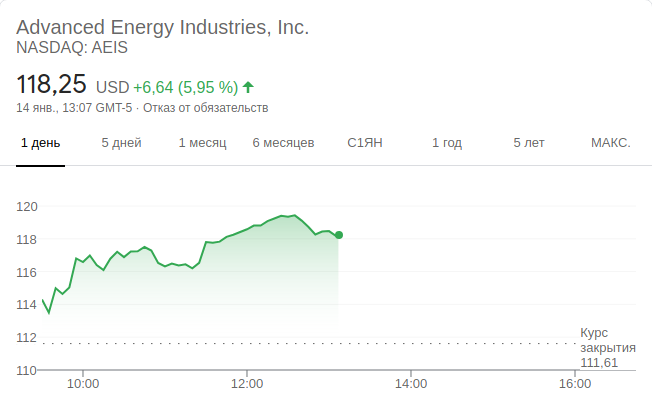 Advanced Energy Industries, Inc.
NASDAQ: AEIS
118,25 USD +6,64 (5,95 %)
14 янв., 13:07 GMT-5 · Отказ от обязательств
1 день 5 дней 1 месяц 6 месяцев С1ЯН 1 год 5 лет МАКС.
120
118
116
114
112
110
Курс
закрытия
111,61
10:00 12:00 14:00 16:00